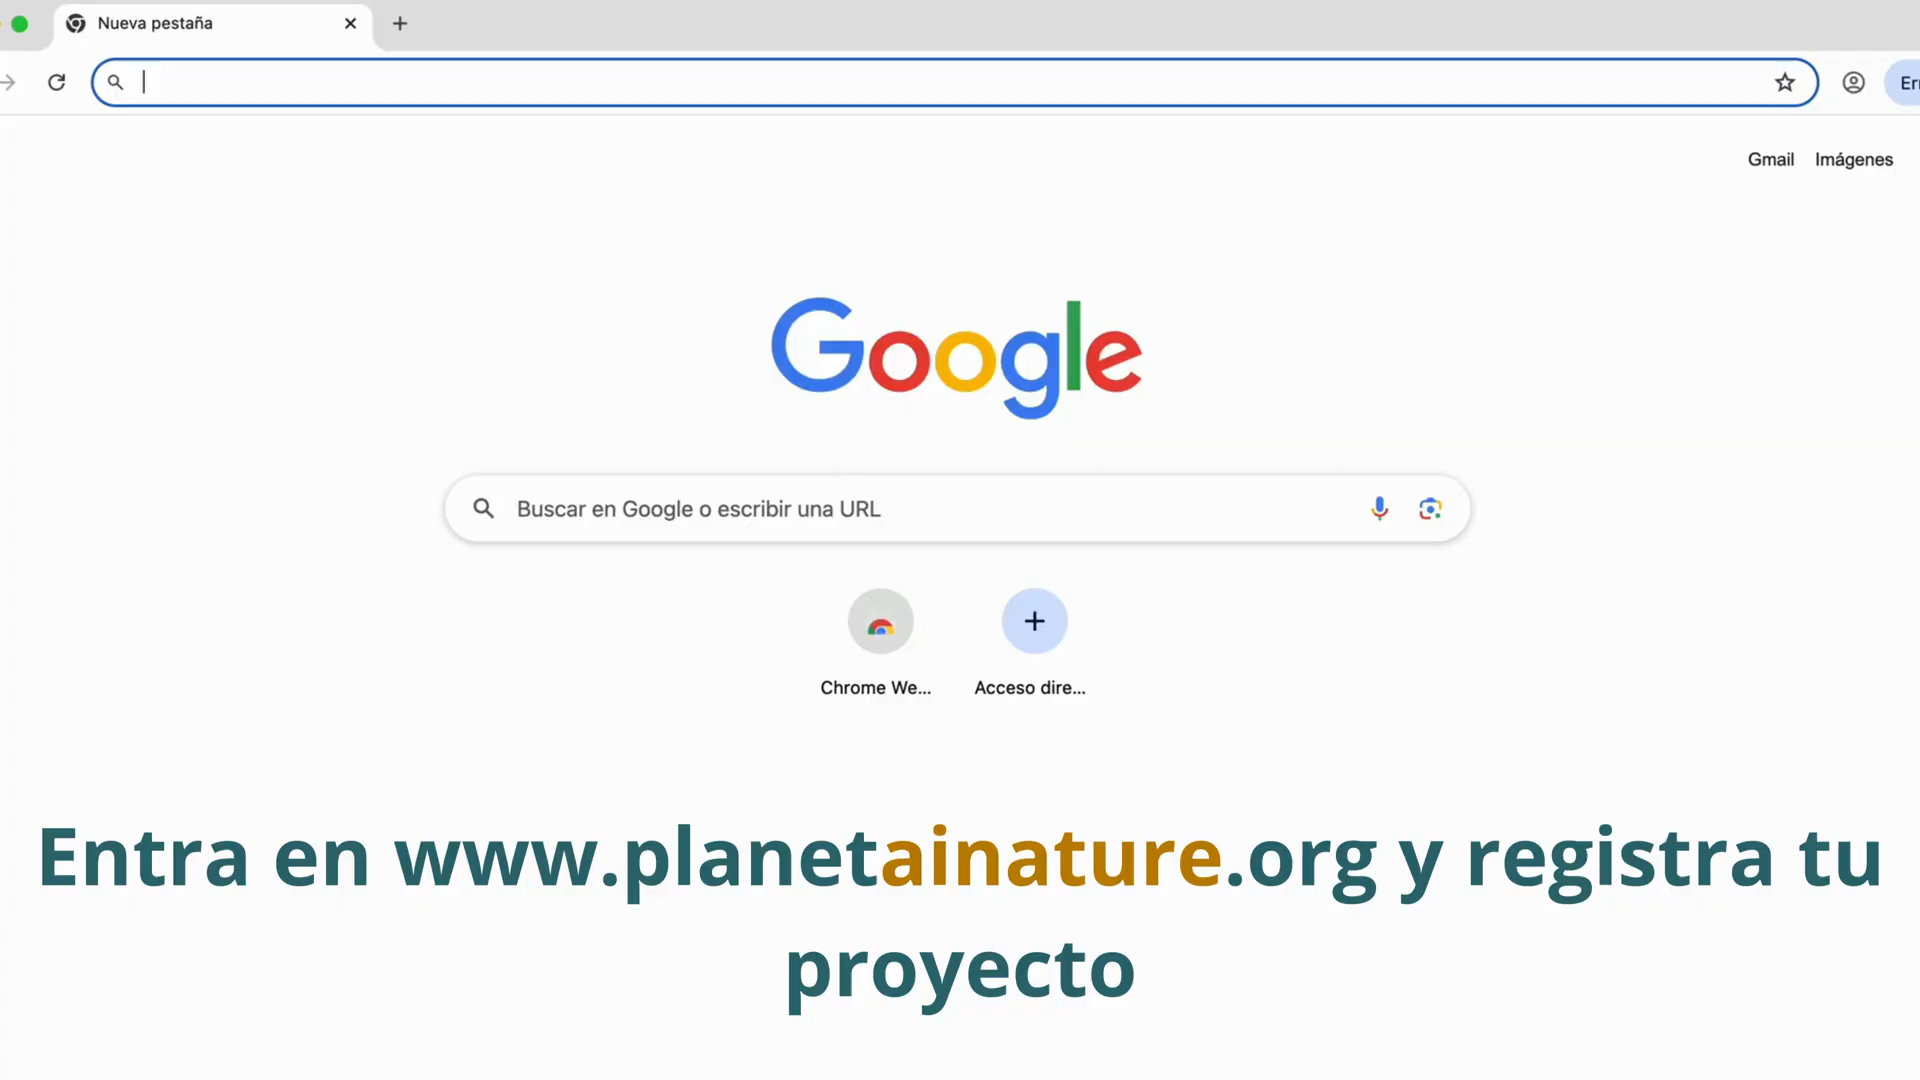 Nueva pestaña
Gmail Imágenes
Google
Buscar en Google o escribir una URL
Chrome We... Acceso dire...
Entra en www.planetainature.org y registra tu
proyecto